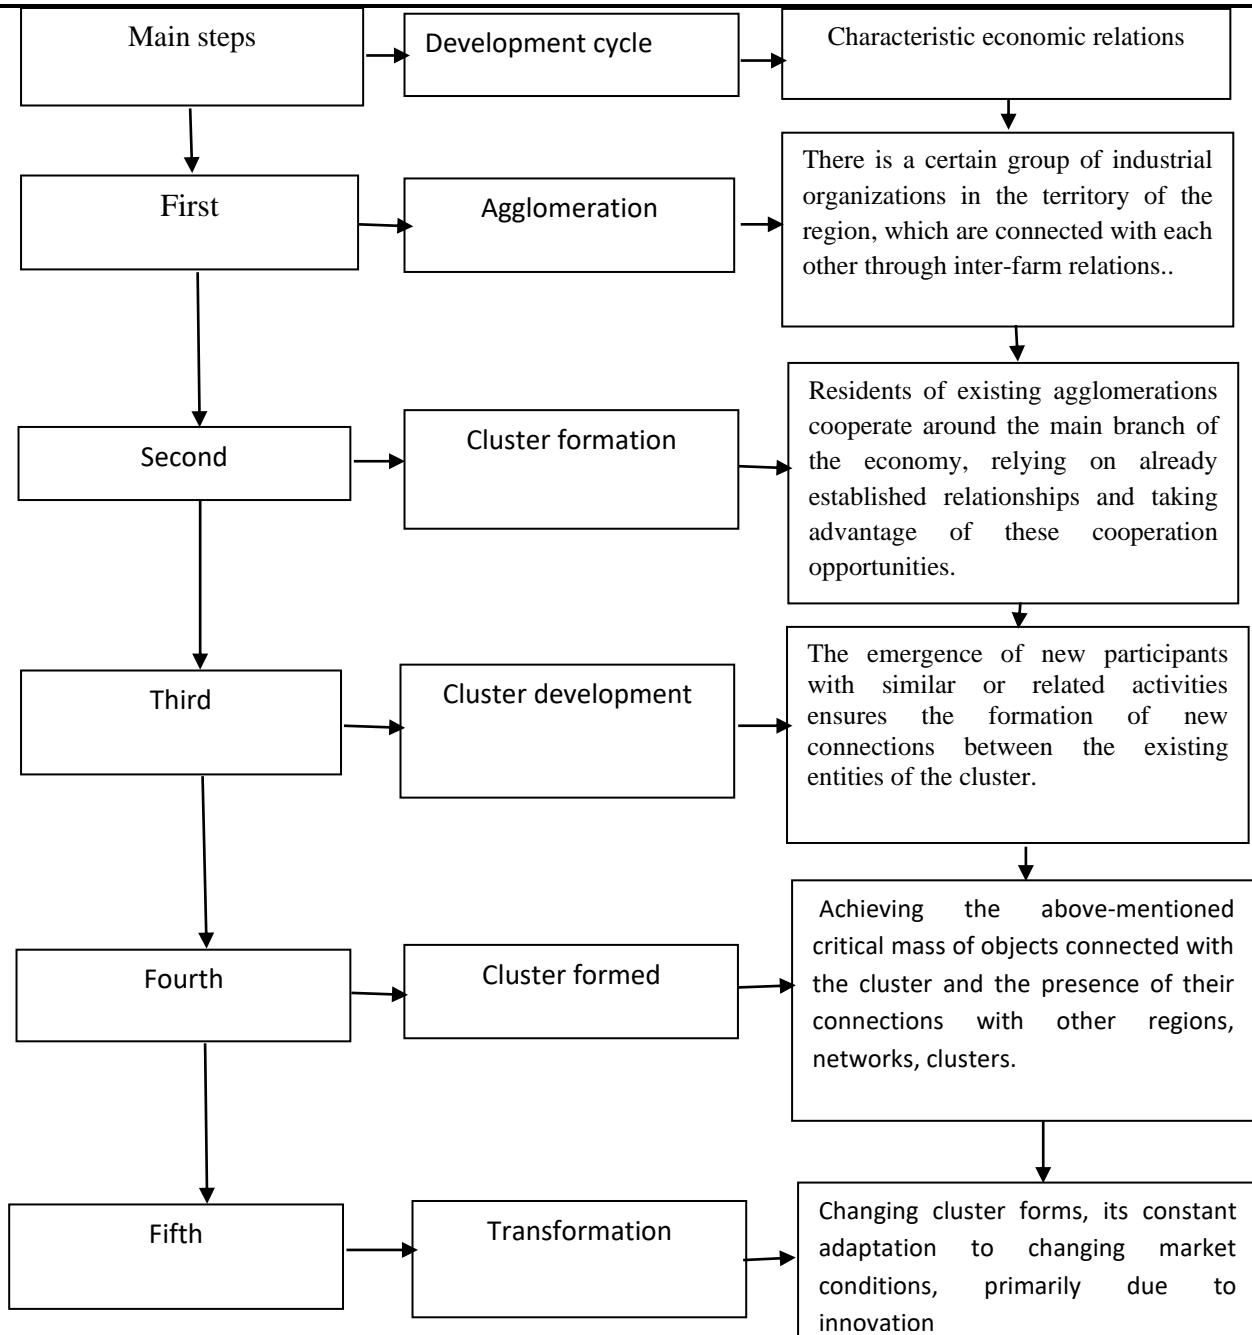 Main steps
Development cycle
Characteristic economic relations
First
Agglomeration
There is a certain group of industrial
organizations in the territory of the
region, which are connected with each
other through inter-farm relations..
Second
Cluster formation
Residents of existing agglomerations
cooperate around the main branch of
the economy, relying on already
established relationships and taking
advantage of these cooperation
opportunities.
Third
Cluster development
The emergence of new participants
with similar or related activities
ensures the formation of new
connections between the existing
entities of the cluster.
Fourth
Cluster formed
Achieving the above-mentioned
critical mass of objects connected with
the cluster and the presence of their
connections with other regions,
networks, clusters.
Fifth
Transformation
Changing cluster forms, its constant
adaptation to changing market
conditions, primarily due to
innovation